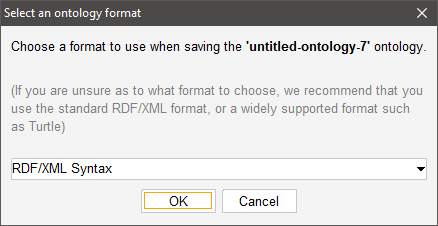 Select an ontology format
Choose a format to use when saving the 'untitled-ontology-7' ontology.
(If you are unsure as to what format to choose, we recommend that you
use the standard RDF/XML format, or a widely supported format such
as Turtle)
RDF/XML Syntax
OK
Cancel